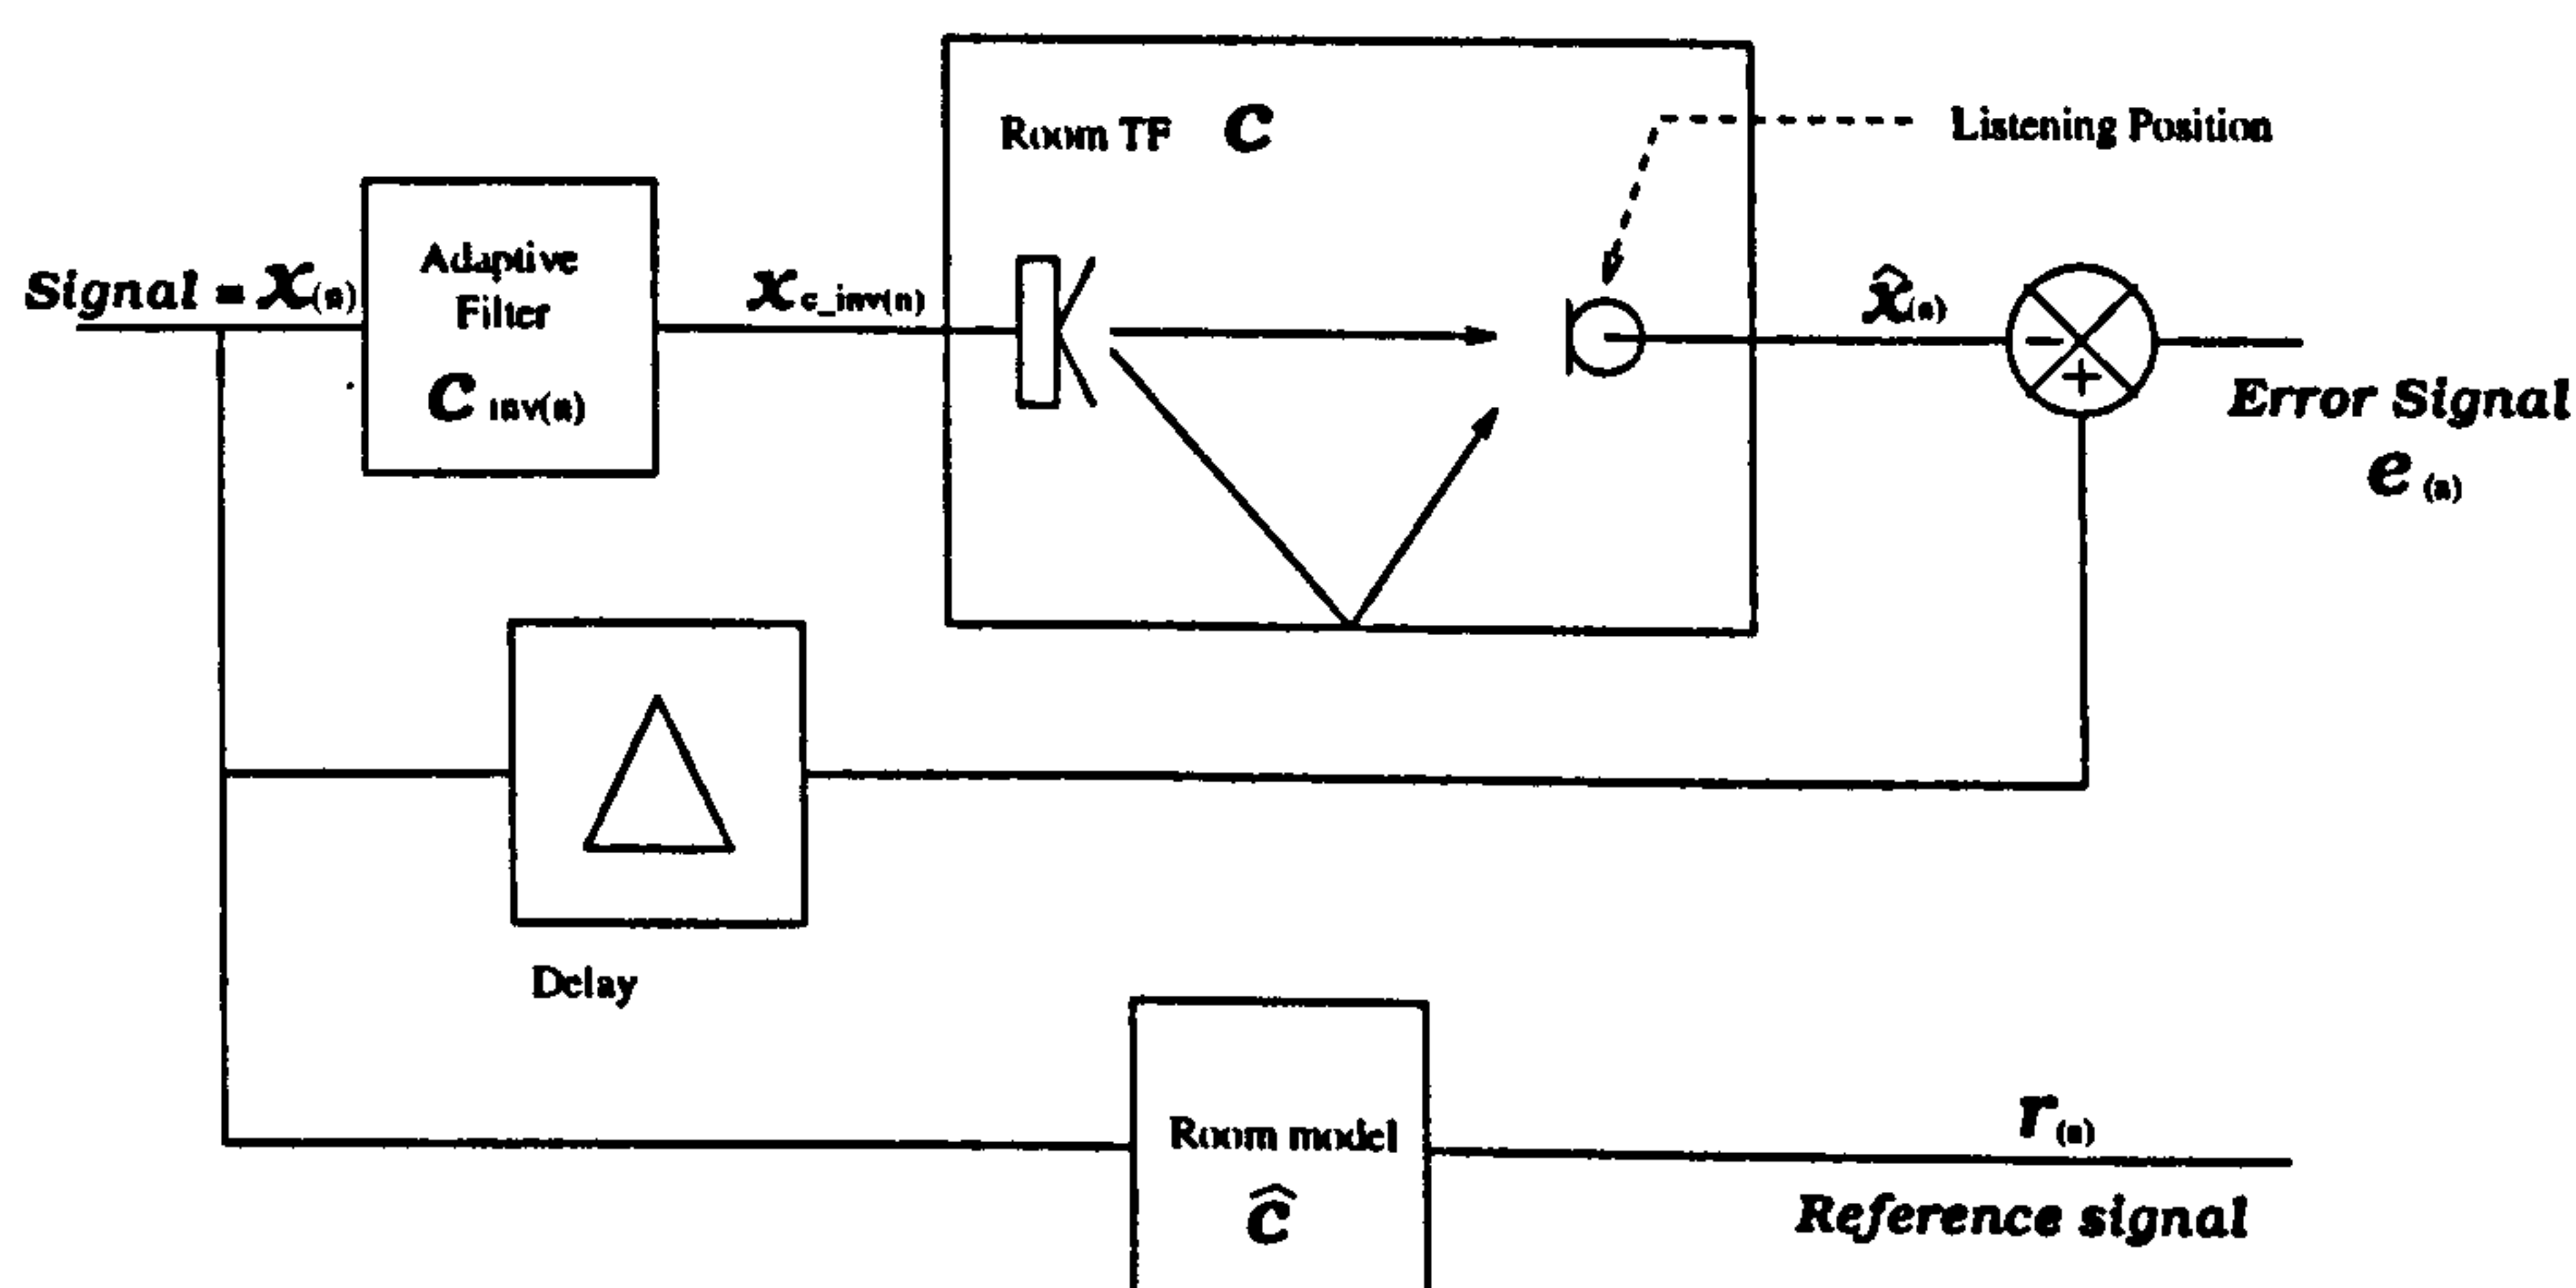 Room TF C
Listening Position
Signal = x(n)
Adaptive
Filter
C inv(n)
x c_inv(n)
x̂(n)
-
+
Error Signal
e (n)
Delay
Room model
ĉ
r (n)
Reference signal